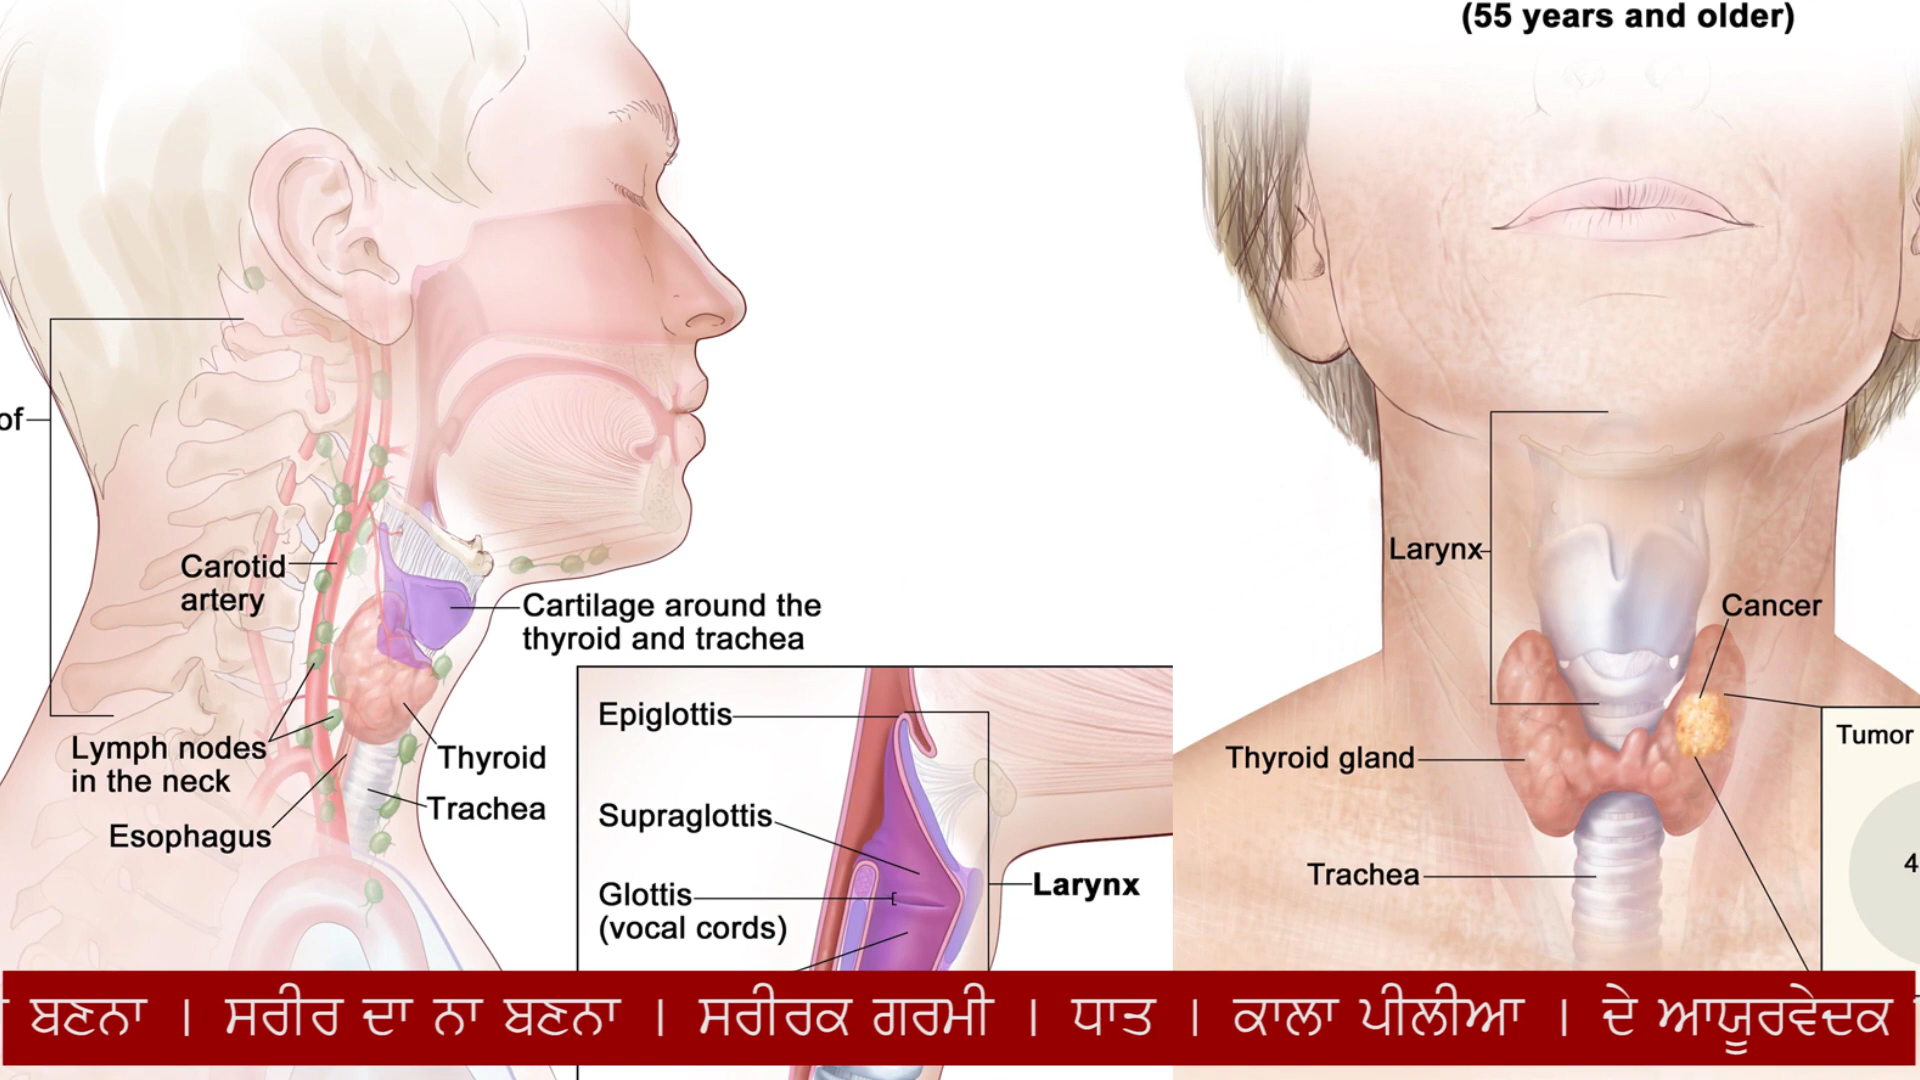 (55 years and older)
of
Carotid
artery
Cartilage around the
thyroid and trachea
Lymph nodes
in the neck
Thyroid
Trachea
Esophagus
Epiglottis
Supraglottis
Glottis
(vocal cords)
Larynx
Larynx
Cancer
Thyroid gland
Trachea
Tumor
4
ਬਣਨਾ । ਸਰੀਰ ਦਾ ਨਾ ਬਣਨਾ । ਸਰੀਰਕ ਗਰਮੀ । ਧਾਤ । ਕਾਲਾ ਪੀਲੀਆ । ਦੇ ਆਯੂਰਵੇਦਕ